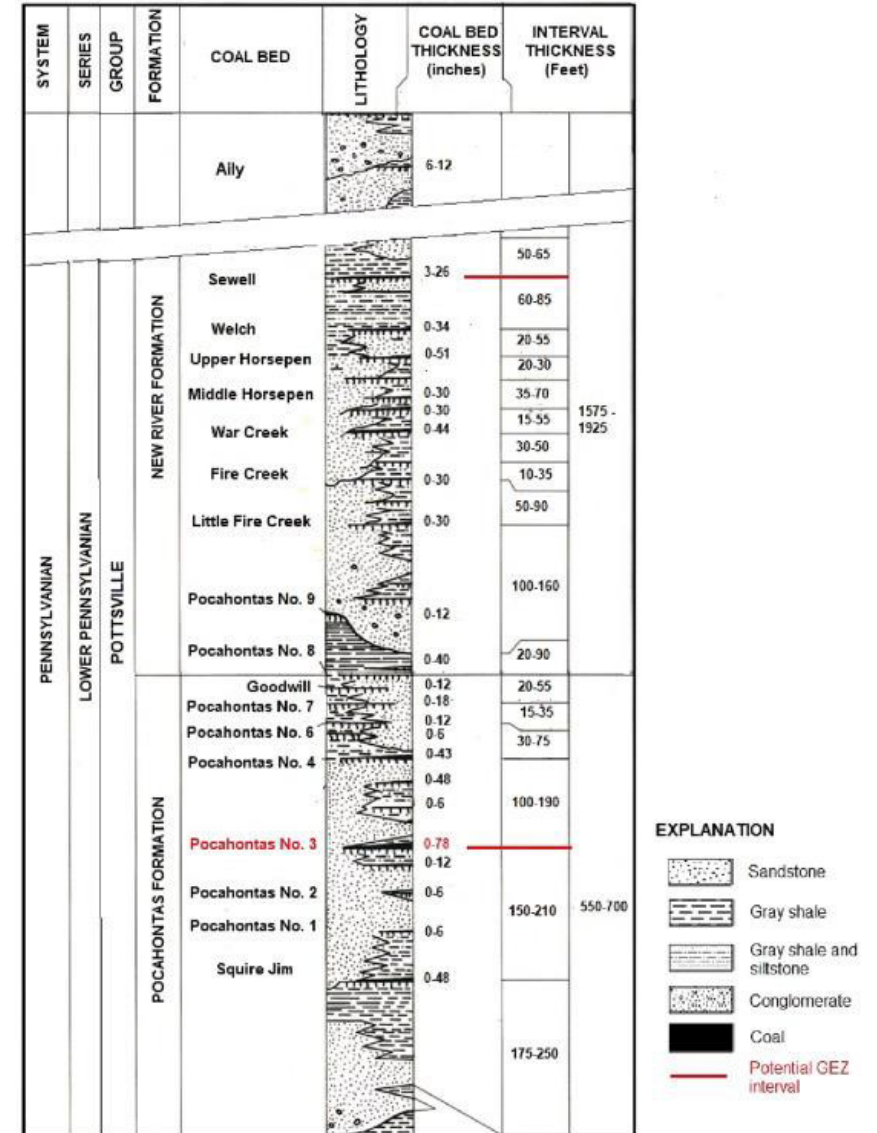 SYSTEM
SERIES
GROUP
FORMATION
COAL BED
LITHOLOGY
COAL BED
THICKNESS
(inches)
INTERVAL
THICKNESS
(Feet)
PENNSYLVANIAN
LOWER PENNSYLVANIAN
POTTSVILLE
NEW RIVER FORMATION
POCAHONTAS FORMATION
Aily
Sewell
Welch
Upper Horsepen
Middle Horsepen
War Creek
Fire Creek
Little Fire Creek
Pocahontas No. 9
Pocahontas No. 8
Goodwill
Pocahontas No. 7
Pocahontas No. 6
Pocahontas No. 4
Pocahontas No. 3
Pocahontas No. 2
Pocahontas No. 1
Squire Jim
6-12
3-26
0-34
0-51
0-30
0-30
0-44
0-30
0-30
0-12
0-40
0-12
0-18
0-12
0-6
0-43
0-48
0-6
0-78
0-12
0-6
0-6
0-48
50-65
60-85
20-55
20-30
35-70
15-55
30-50
10-35
50-90
100-160
20-90
20-55
15-35
30-75
100-190
150-210
175-250
1575 -
1925
550-700
EXPLANATION
Sandstone
Gray shale
Gray shale and
siltstone
Conglomerate
Coal
Potential GEZ
interval